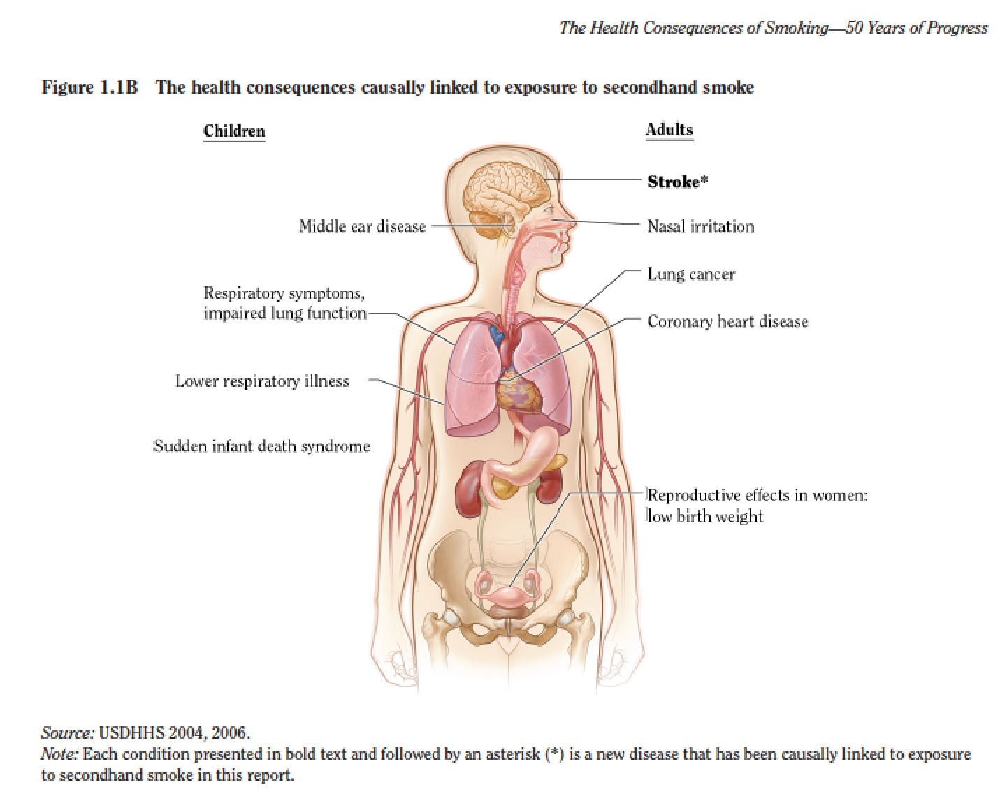 The Health Consequences of Smoking—50 Years of Progress
Figure 1.1B The health consequences causally linked to exposure to secondhand smoke
Children
Adults
Stroke*
Middle ear disease
Nasal irritation
Lung cancer
Respiratory symptoms,
impaired lung function
Coronary heart disease
Lower respiratory illness
Sudden infant death syndrome
Reproductive effects in women:
low birth weight
Source: USDHHS 2004, 2006.
Note: Each condition presented in bold text and followed by an asterisk (*) is a new disease that has been causally linked to exposure
to secondhand smoke in this report.